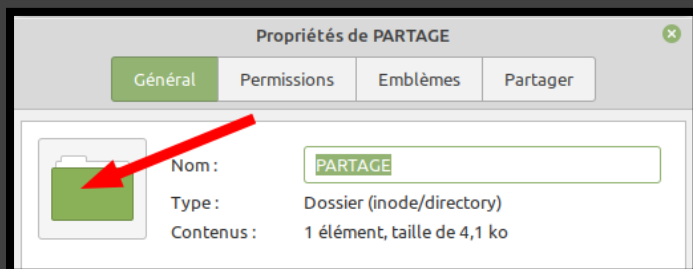 Propriétés de PARTAGE
Général Permissions Emblèmes Partager
Nom : PARTAGE
Type : Dossier (inode/directory)
Contenus : 1 élément, taille de 4,1 ko